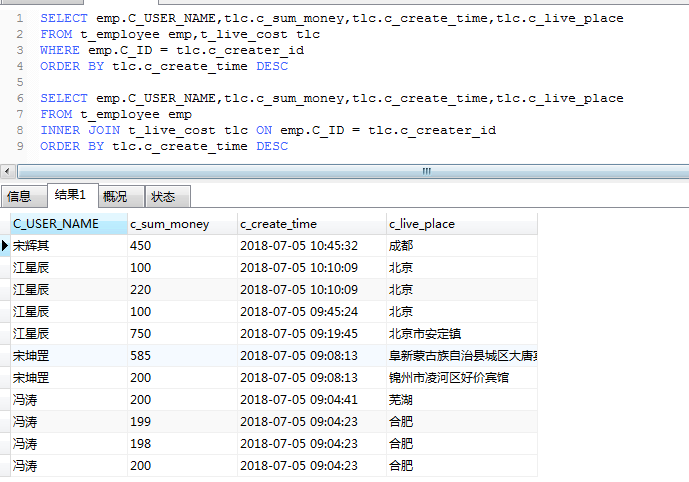 1 SELECT emp.C_USER_NAME,tlc.c_sum_money,tlc.c_create_time,tlc.c_live_place
2 FROM t_employee emp,t_live_cost tlc
3 WHERE emp.C_ID = tlc.c_creater_id
4 ORDER BY tlc.c_create_time DESC
5
6 SELECT emp.C_USER_NAME,tlc.c_sum_money,tlc.c_create_time,tlc.c_live_place
7 FROM t_employee emp
8 INNER JOIN t_live_cost tlc ON emp.C_ID = tlc.c_creater_id
9 ORDER BY tlc.c_create_time DESC
信息 结果1 概况 状态
C_USER_NAME c_sum_money c_create_time c_live_place
宋辉其 450 2018-07-05 10:45:32 成都
江星辰 100 2018-07-05 10:10:09 北京
江星辰 220 2018-07-05 10:10:09 北京
江星辰 100 2018-07-05 09:45:24 北京
江星辰 750 2018-07-05 09:19:45 北京市安定镇
宋坤罡 585 2018-07-05 09:08:13 阜新蒙古族自治县城区大唐
宋坤罡 200 2018-07-05 09:08:13 锦州市凌河区好价宾馆
冯涛 200 2018-07-05 09:04:41 芜湖
冯涛 199 2018-07-05 09:04:23 合肥
冯涛 198 2018-07-05 09:04:23 合肥
冯涛 200 2018-07-05 09:04:23 合肥